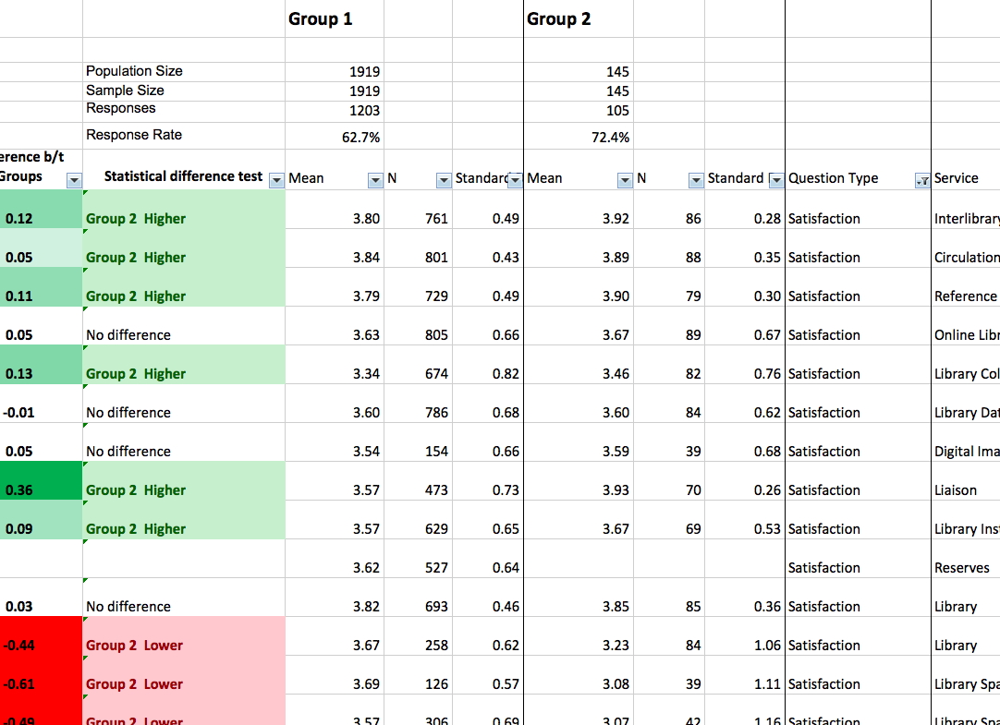 Group 1 Group 2
Population Size 1919 145
Sample Size 1919 145
Responses 1203 105
Response Rate 62.7% 72.4%
erence b/t
Groups Statistical difference test Mean N Standard Mean N Standard Question Type Service
0.12 Group 2 Higher 3.80 761 0.49 3.92 86 0.28 Satisfaction Interlibrary
0.05 Group 2 Higher 3.84 801 0.43 3.89 88 0.35 Satisfaction Circulation
0.11 Group 2 Higher 3.79 729 0.49 3.90 79 0.30 Satisfaction Reference
0.05 No difference 3.63 805 0.66 3.67 89 0.67 Satisfaction Online Libr
0.13 Group 2 Higher 3.34 674 0.82 3.46 82 0.76 Satisfaction Library Col
-0.01 No difference 3.60 786 0.68 3.60 84 0.62 Satisfaction Library Dat
0.05 No difference 3.54 154 0.66 3.59 39 0.68 Satisfaction Digital Ima
0.36 Group 2 Higher 3.57 473 0.73 3.93 70 0.26 Satisfaction Liaison
0.09 Group 2 Higher 3.57 629 0.65 3.67 69 0.53 Satisfaction Library Ins
3.62 527 0.64 Satisfaction Reserves
0.03 No difference 3.82 693 0.46 3.85 85 0.36 Satisfaction Library
-0.44 Group 2 Lower 3.67 258 0.62 3.23 84 1.06 Satisfaction Library
-0.61 Group 2 Lower 3.69 126 0.57 3.08 39 1.11 Satisfaction Library Spa
-0.49 Group 2 Lower 3.57 306 0.69 3.07 42 1.16 Satisfaction Library Spa